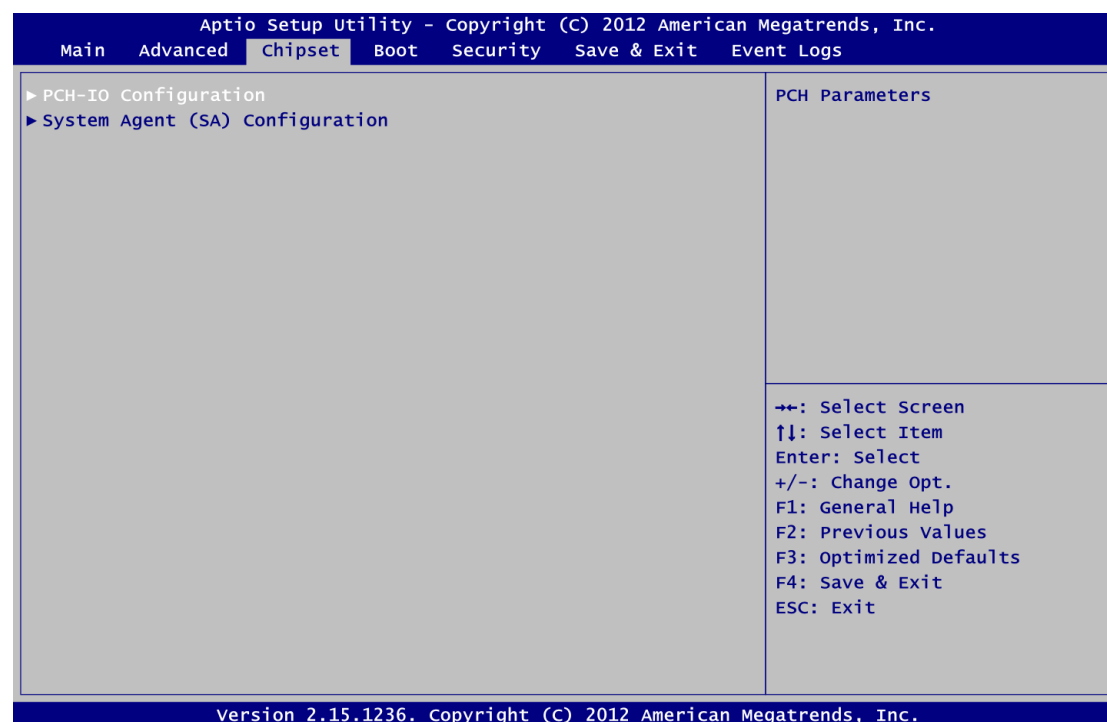 Aptio Setup Utility - Copyright (C) 2012 American Megatrends, Inc.
Main Advanced Chipset Boot Security Save & Exit Event Logs
►PCH-IO Configuration
►System Agent (SA) Configuration
PCH Parameters
→←: Select Screen
↑↓: Select Item
Enter: Select
+/-: Change Opt.
F1: General Help
F2: Previous Values
F3: Optimized Defaults
F4: Save & Exit
ESC: Exit
Version 2.15.1236. Copyright (C) 2012 American Megatrends, Inc.